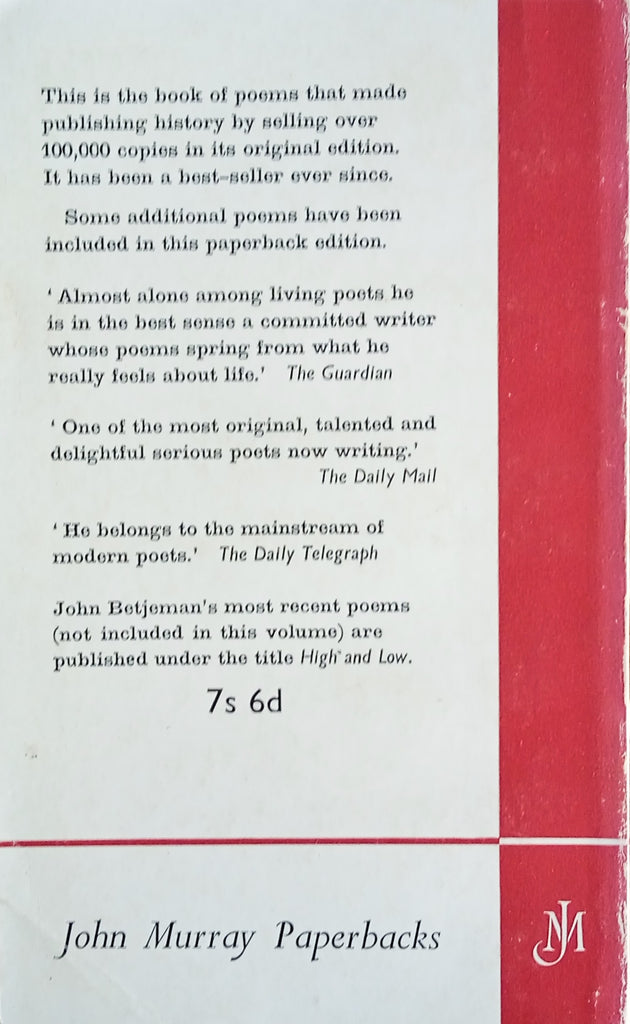 This is the book of poems that made
publishing history by selling over
100,000 copies in its original edition.
It has been a best-seller ever since.
Some additional poems have been
included in this paperback edition.
‘ Almost alone among living poets he
is in the best sense a committed writer
whose poems spring from what he
really feels about life.’ The Guardian
‘ One of the most original, talented and
delightful serious poets now writing.’
The Daily Mail
‘ He belongs to the mainstream of
modern poets.’ The Daily Telegraph
John Betjeman's most recent poems
(not included in this volume) are
published under the title High and Low.
7s 6d
John Murray Paperbacks
JM